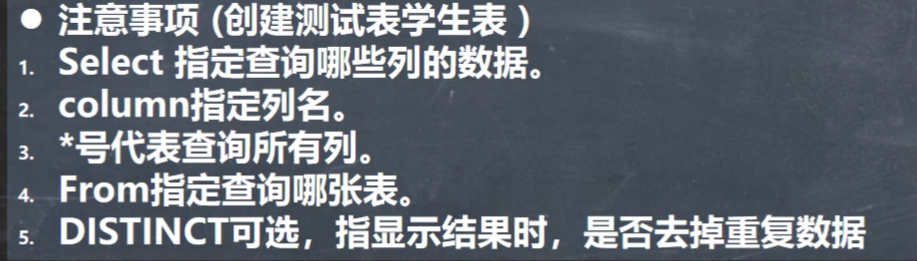 ● 注意事项 (创建测试表学生表 )
1. Select 指定查询哪些列的数据。
2. column指定列名。
3. *号代表查询所有列。
4. From指定查询哪张表。
5. DISTINCT可选，指显示结果时，是否去掉重复数据